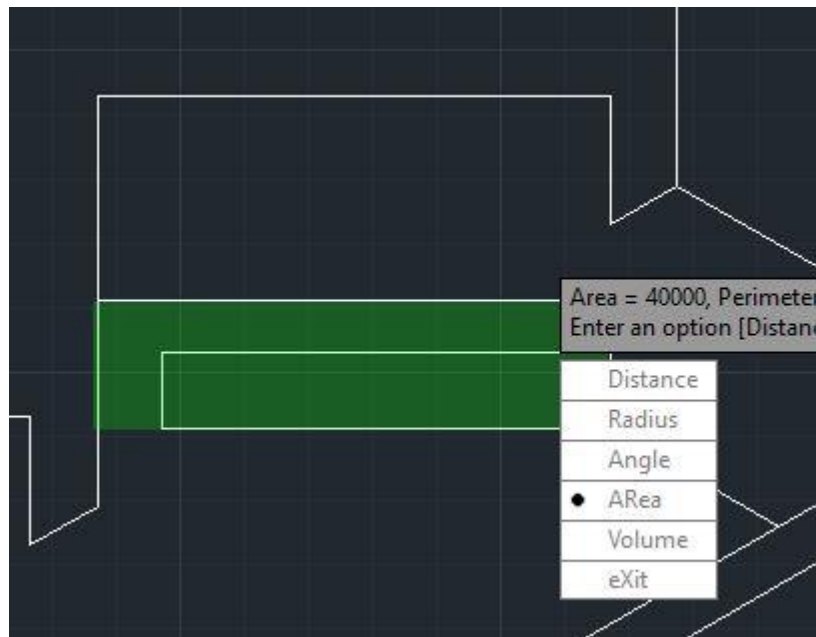 Area = 40000, Perimeter
Enter an option [Distanc
Distance
Radius
Angle
ARea
Volume
eXit